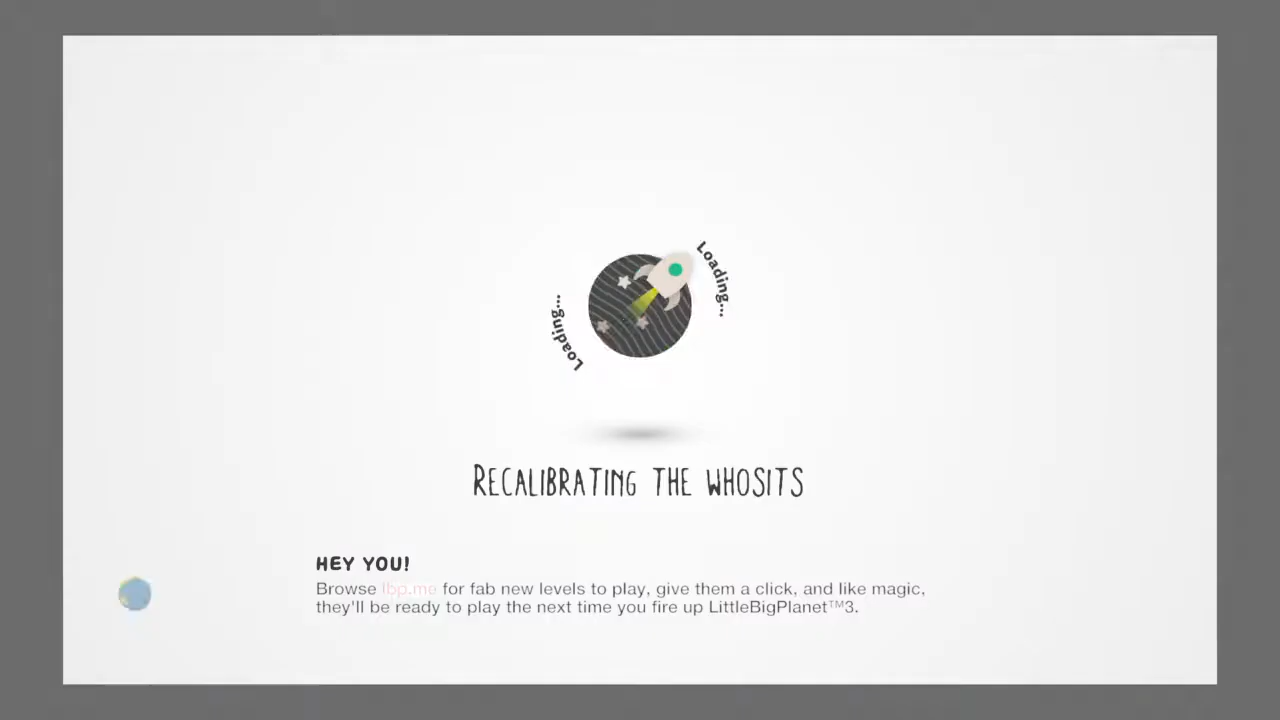 Loading...
Loading...
RECALIBRATING THE WHOSITS
HEY YOU!
Browse lbp.me for fab new levels to play, give them a click, and like magic,
they'll be ready to play the next time you fire up LittleBigPlanet™3.